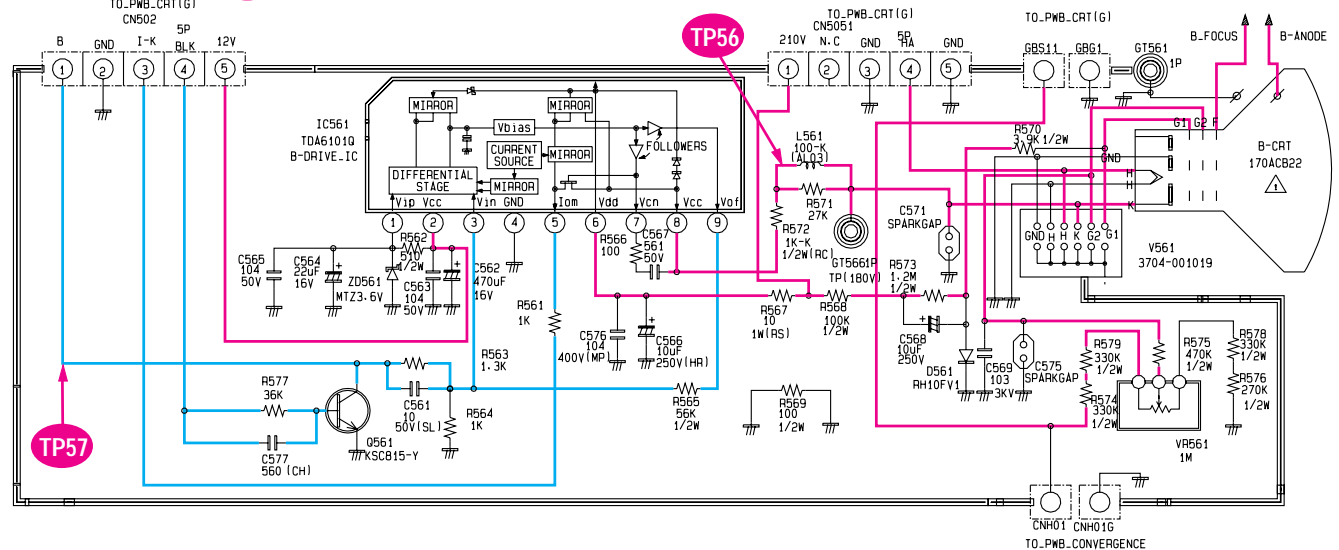 TO_PWB_CRT(G)
CN502
B
GND
I-K
5P
BLK
12V
1
2
3
4
5
TP56
TO_PWB_CRT(G)
CN5051
210V
N.C
GND
5P
HA
GND
1
2
3
4
5
TO_PWB_CRT(G)
GBS11
GBG1
GT561
1P
B_FOCUS
B-ANODE
IC561
TDA6101Q
B-DRIVE_IC
MIRROR
MIRROR
Vbias
CURRENT
SOURCE
MIRROR
FOLLOWERS
DIFFERENTIAL
STAGE
MIRROR
Vip
Vcc
Vin
GND
Iom
Vdd
Vcn
Vcc
Vof
1
2
3
4
5
6
7
8
9
L561
100-K
(AL03)
R571
27K
R572
1K-K
1/2W(RC)
GT5661P
TP(180V)
C571
SPARKGAP
R570
3.9K 1/2W
G1 G2 F
GND
H
H
K
B-CRT
170ACB22
GND
H
H
K
G2
G1
V561
3704-001019
C565
104
50V
C564
22uF
16V
ZD561
MTZ3.6V
R562
510
1/2W
C563
104
50V
C562
470uF
16V
R566
100
C567
561
50V
R561
1K
C576
104
400V(MP)
C566
10uF
250V(HR)
R567
10
1W(RS)
R568
100K
1/2W
R573
1.2M
1/2W
C568
10uF
250V
D561
RH10FV1
C569
103
3KV
C575
SPARKGAP
R579
330K
1/2W
R574
330K
1/2W
R575
470K
1/2W
R578
330K
1/2W
R576
270K
1/2W
VR561
1M
R577
36K
C577
560 (CH)
Q561
KSC815-Y
C561
10
50V(SL)
R563
1.3K
R564
1K
R565
56K
1/2W
R569
100
1/2W
TP57
CNH01
CNH01G
TO_PWB_CONVERGENCE